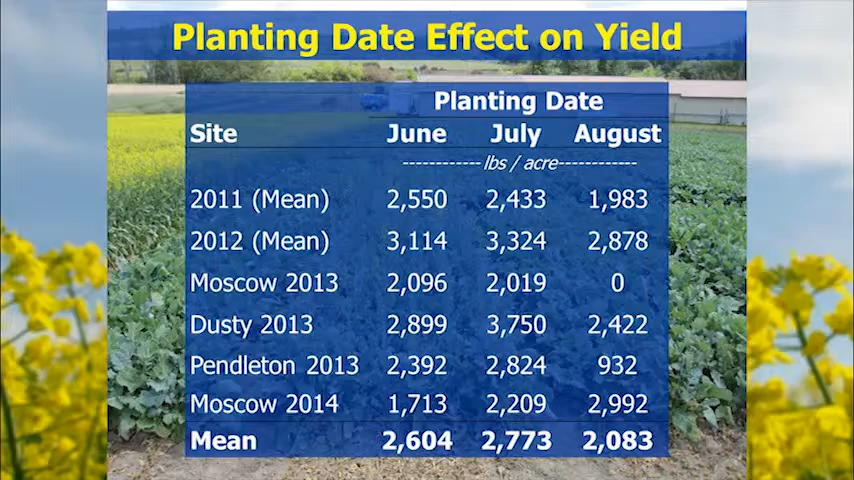 Planting Date Effect on Yield
Planting Date
Site June July August
------------lbs / acre------------
2011 (Mean) 2,550 2,433 1,983
2012 (Mean) 3,114 3,324 2,878
Moscow 2013 2,096 2,019 0
Dusty 2013 2,899 3,750 2,422
Pendleton 2013 2,392 2,824 932
Moscow 2014 1,713 2,209 2,992
Mean 2,604 2,773 2,083